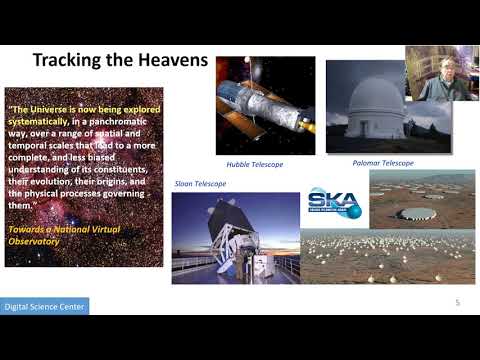 Tracking the Heavens
“The Universe is now being explored
systematically, in a panchromatic
way, over a range of spatial and
temporal scales that lead to a more
complete, and less biased
understanding of its constituents,
their evolution, their origins, and
the physical processes governing
them.”
Towards a National Virtual
Observatory
Hubble Telescope
Palomar Telescope
Sloan Telescope
SKA
Digital Science Center
5